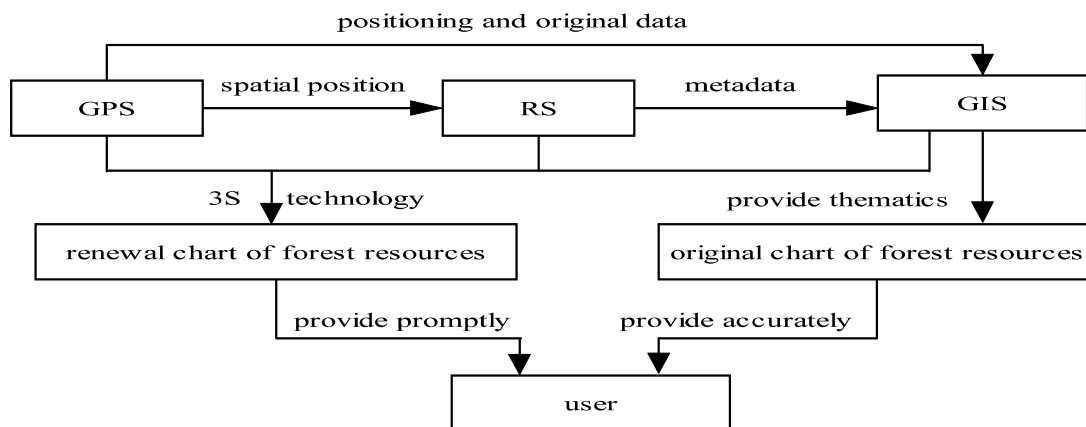 positioning and original data
spatial position
metadata
GPS
RS
GIS
3S technology
provide thematics
renewal chart of forest resources
original chart of forest resources
provide promptly
provide accurately
user